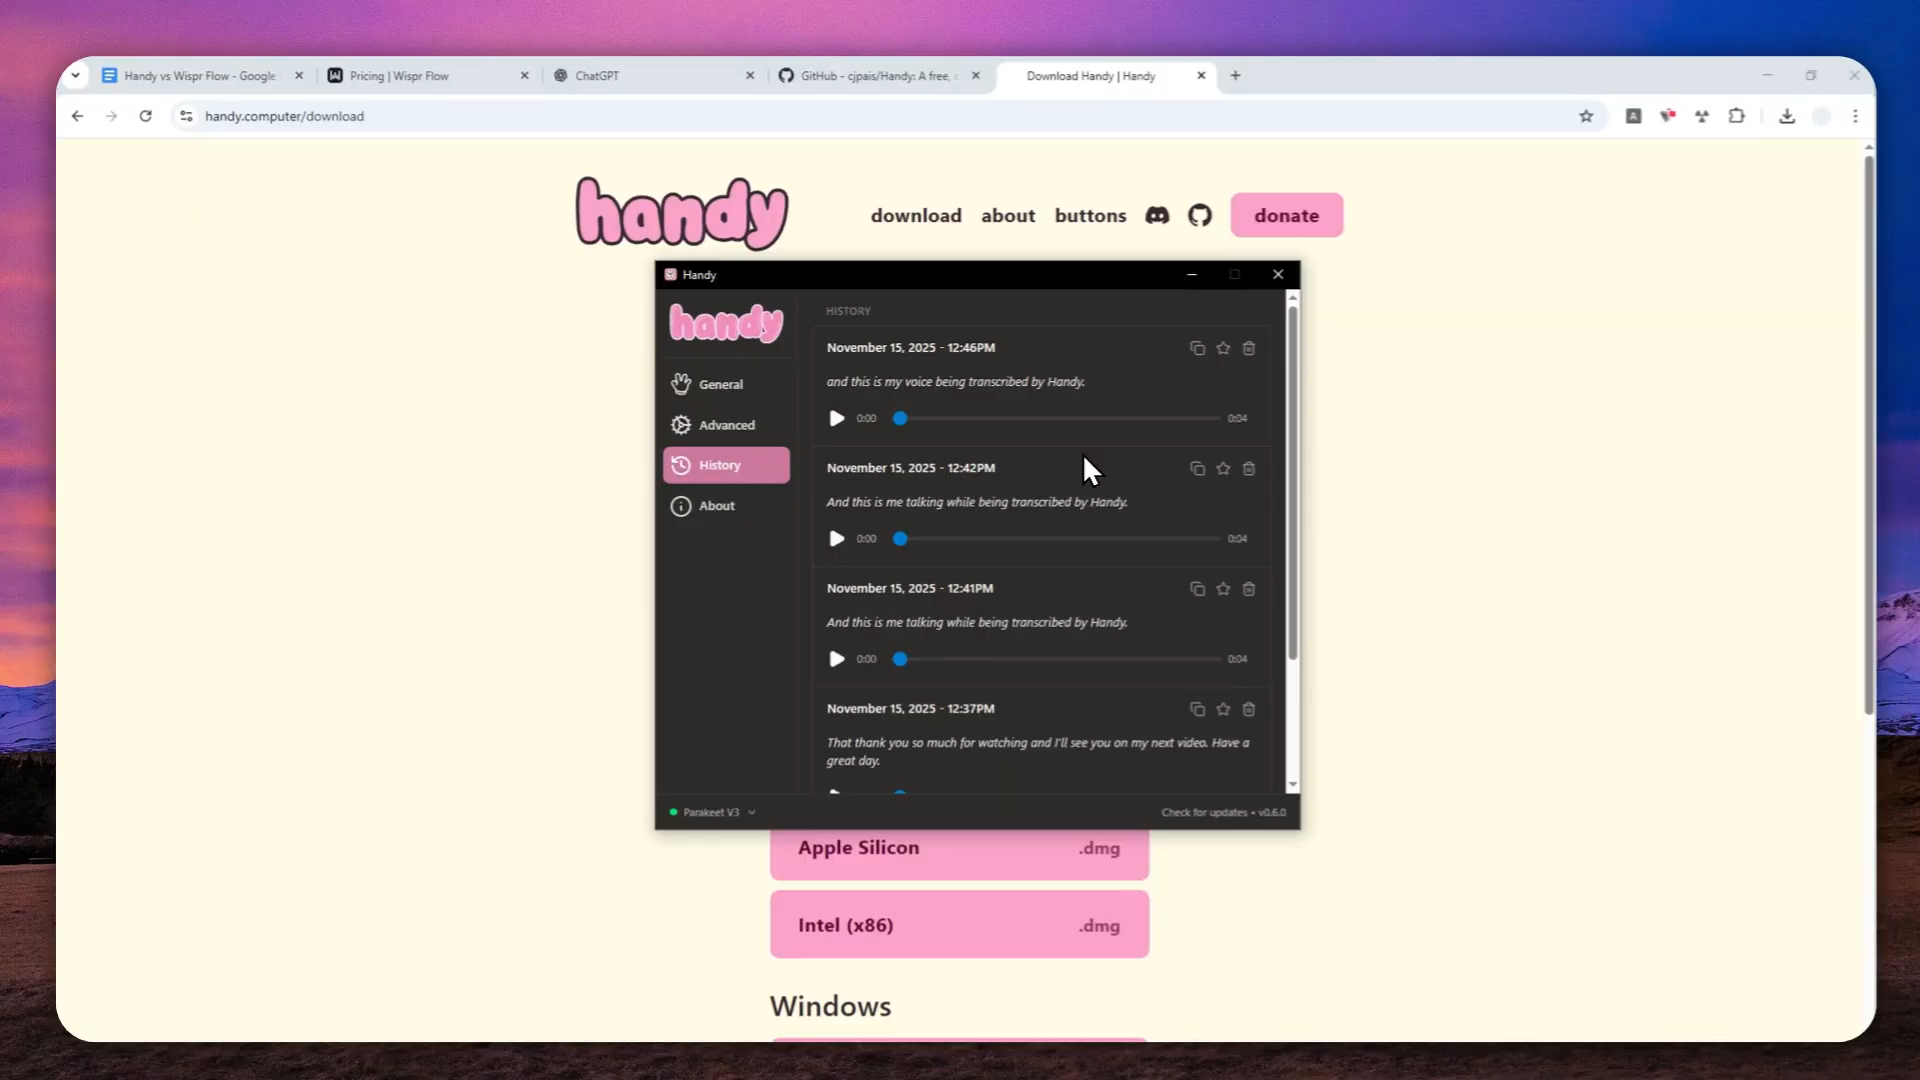 Handy vs Wispr Flow - Google
Pricing | Wispr Flow
ChatGPT
GitHub - cjpais/Handy: A free,
Download Handy | Handy
handy.computer/download
handy
download
about
buttons
donate
Handy
handy
General
Advanced
History
About
HISTORY
November 15, 2025 - 12:46PM
and this is my voice being transcribed by Handy.
0:00
0:04
November 15, 2025 - 12:42PM
And this is me talking while being transcribed by Handy.
0:00
0:04
November 15, 2025 - 12:41PM
And this is me talking while being transcribed by Handy.
0:00
0:04
November 15, 2025 - 12:37PM
That thank you so much for watching and I'll see you on my next video. Have a
great day.
Parakeet V3
Check for updates • v0.6.0
Apple Silicon .dmg
Intel (x86) .dmg
Windows